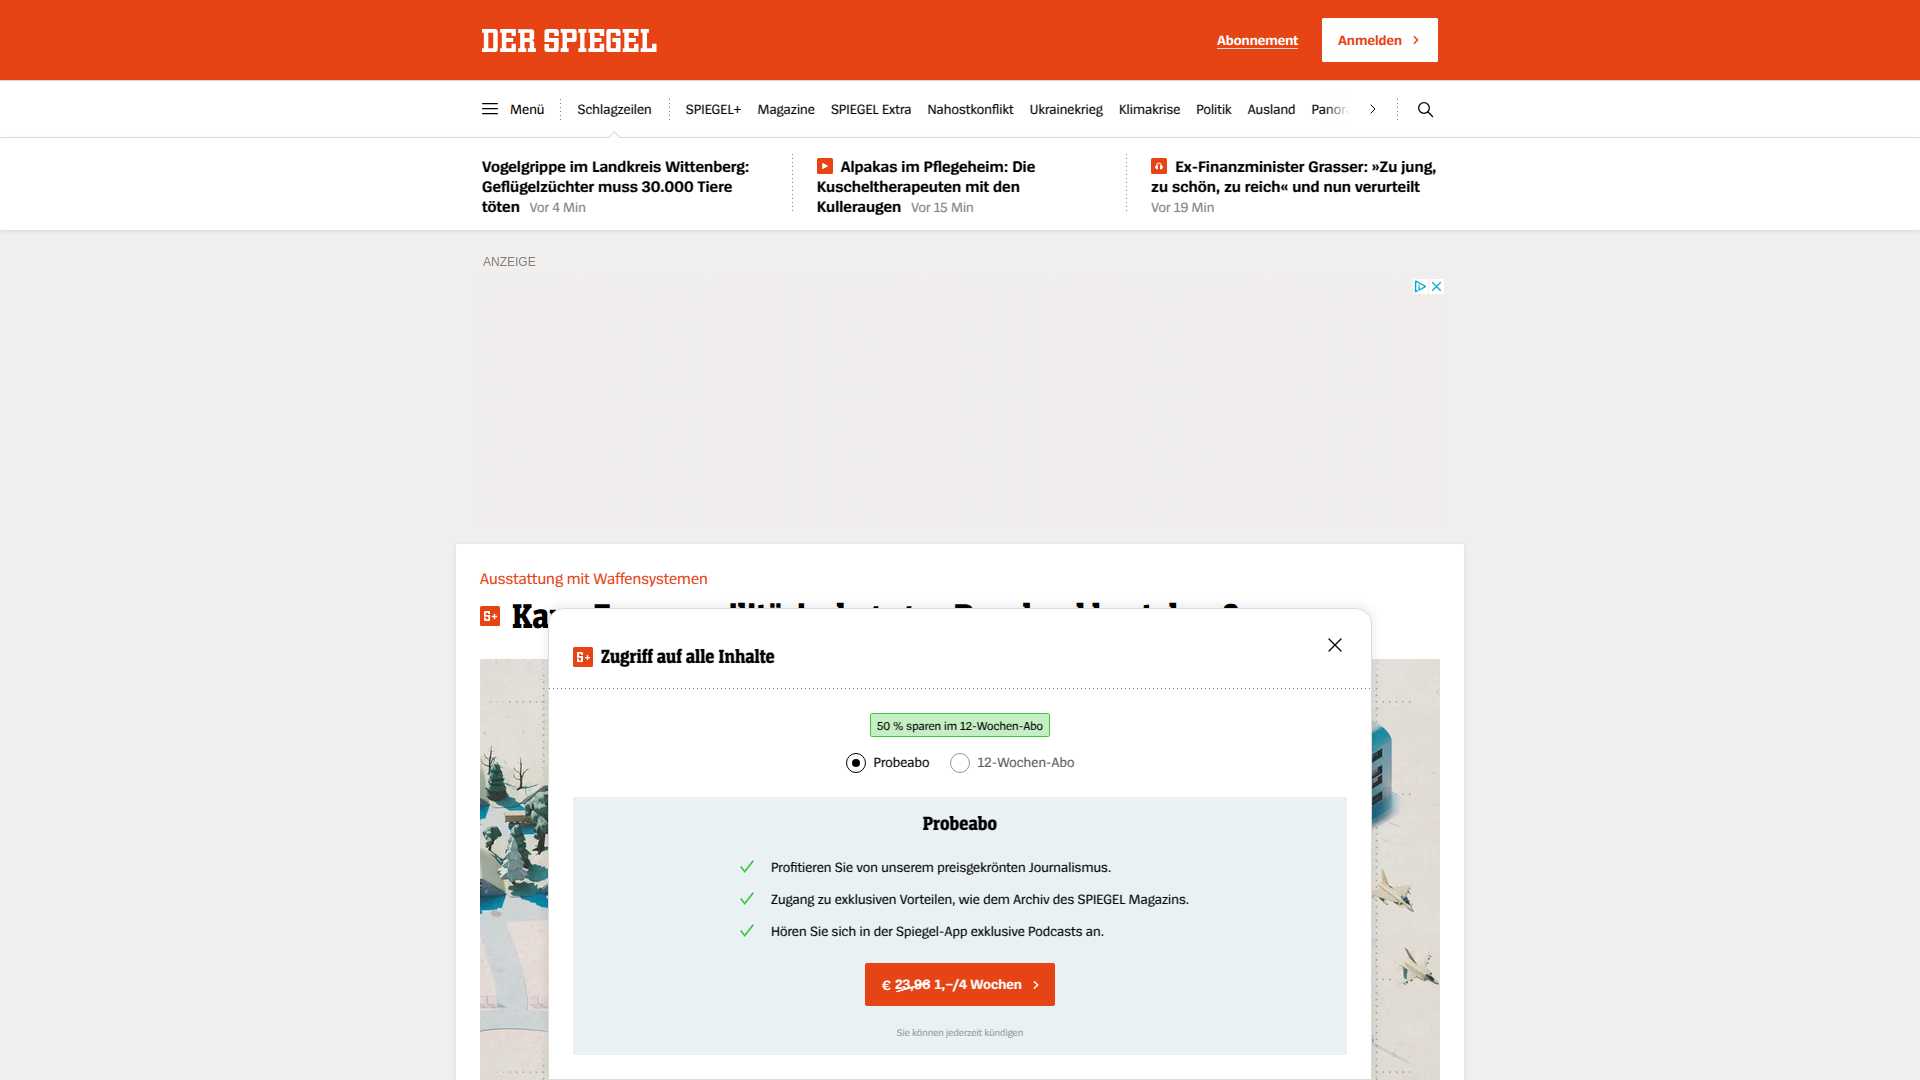 DER SPIEGEL
Abonnement
Anmelden
Menü
Schlagzeilen
SPIEGEL+
Magazine
SPIEGEL Extra
Nahostkonflikt
Ukrainekrieg
Klimakrise
Politik
Ausland
Vogelgrippe im Landkreis Wittenberg:
Geflügelzüchter muss 30.000 Tiere
töten Vor 4 Min
Alpakas im Pflegeheim: Die
Kuscheltherapeuten mit den
Kulleraugen Vor 15 Min
Ex-Finanzminister Grasser: »Zu jung,
zu schön, zu reich« und nun verurteilt
Vor 19 Min
ANZEIGE
Ausstattung mit Waffensystemen
Zugriff auf alle Inhalte
50 % sparen im 12-Wochen-Abo
Probeabo
12-Wochen-Abo
Probeabo
Profitieren Sie von unserem preisgekrönten Journalismus.
Zugang zu exklusiven Vorteilen, wie dem Archiv des SPIEGEL Magazins.
Hören Sie sich in der Spiegel-App exklusive Podcasts an.
€ 23,96 1,–/4 Wochen
Sie können jederzeit kündigen